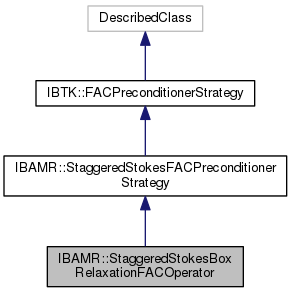 DescribedClass
IBTK::FACPreconditionerStrategy
IBAMR::StaggeredStokesFACPreconditioner
Strategy
IBAMR::StaggeredStokesBox
RelaxationFACOperator